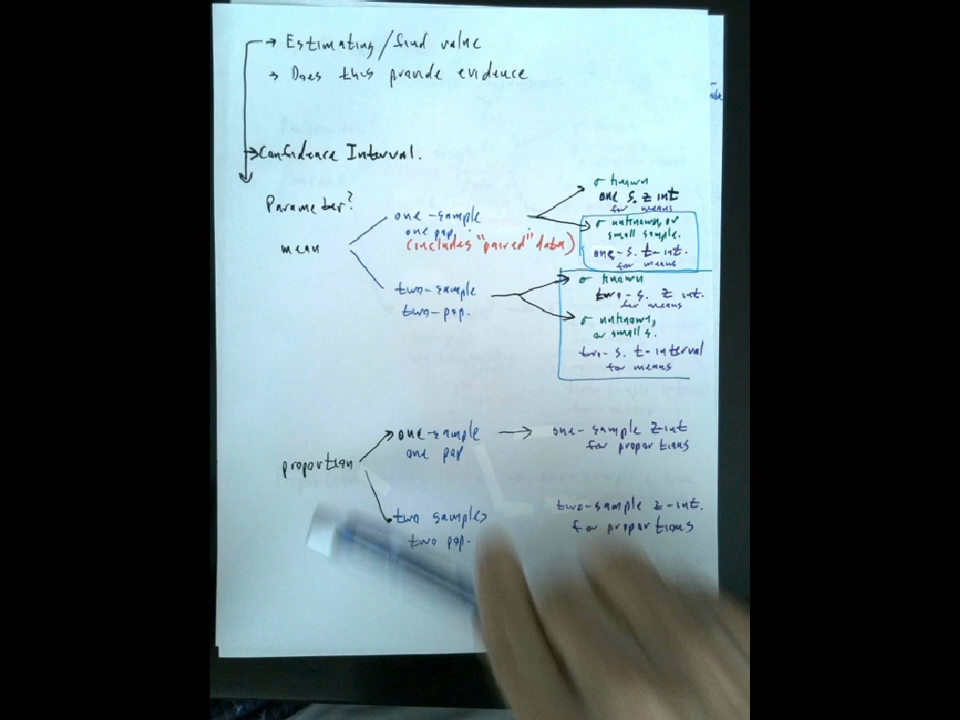 → Estimating/find value
→ Does this provide evidence
→ Confidence Interval.
Parameter?
mean
one-sample
one pop.
(includes "paired" data)
σ known
one s. z int
for means
σ unknown, or
small sample.
one-s. t-int.
for means
two-sample
two-pop.
σ known
two-s. z int.
for means
σ unknown,
or small s.
two-s. t-interval
for means
proportion
one-sample
one pop
→ one-sample z-int
for proportions
two samples
two pop.
two-sample z-int.
for proportions